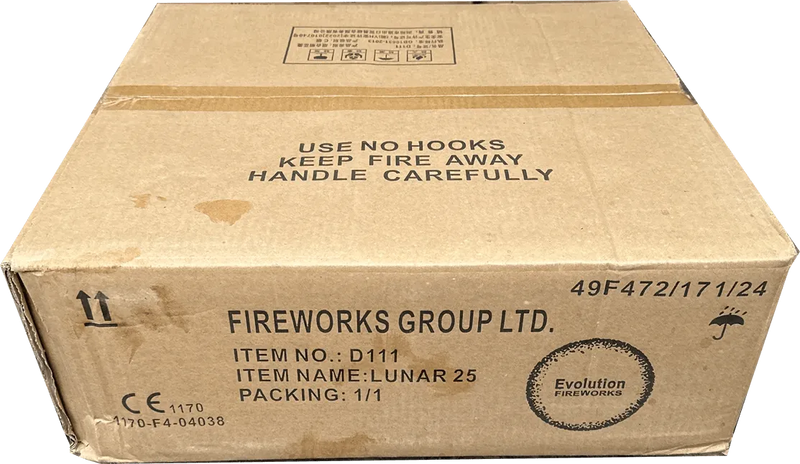 USE NO HOOKS
KEEP FIRE AWAY
HANDLE CAREFULLY
49F472/171/24
FIREWORKS GROUP LTD.
ITEM NO.: D111
ITEM NAME:LUNAR 25
PACKING: 1/1
Evolution
FIREWORKS
CE 1170
1170-F4-04038